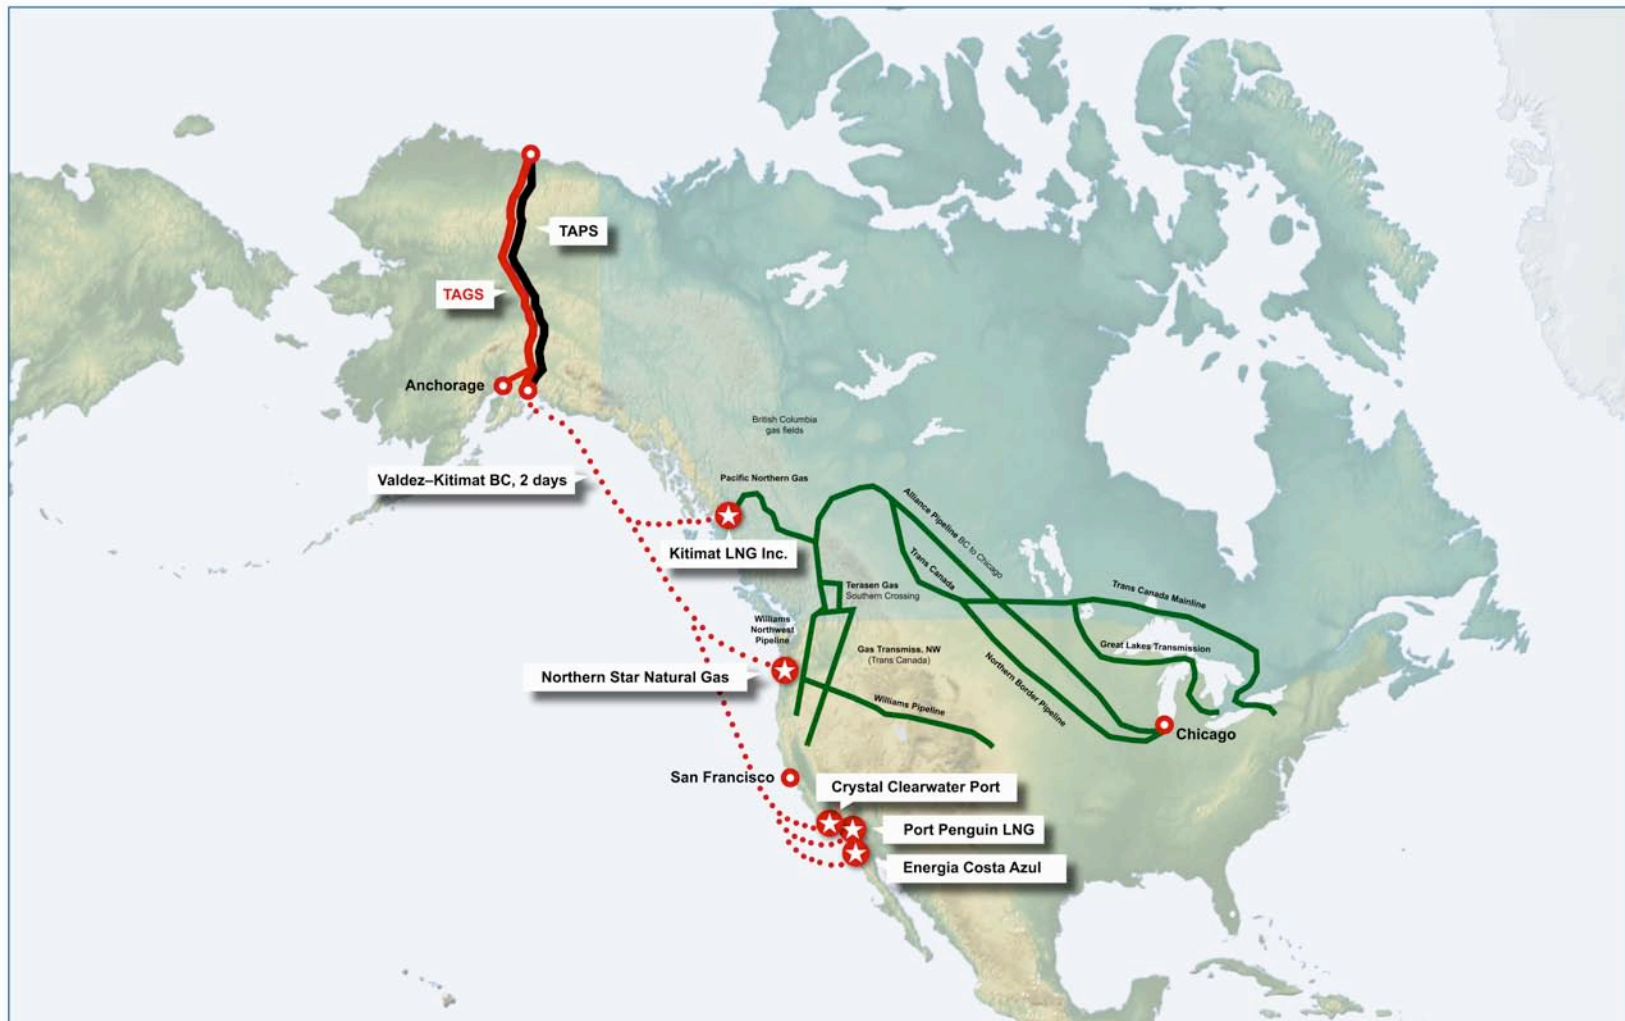 TAPS
TAGS
Anchorage
British Columbia
gas fields
Valdez–Kitimat BC, 2 days
Pacific Northern Gas
Alliance Pipeline BC to Chicago
Kitimat LNG Inc.
Trans Canada
Terasen Gas
Southern Crossing
Trans Canada Mainline
Williams
Northwest
Pipeline
Gas Transmiss, NW
(Trans Canada)
Great Lakes Transmission
Northern Star Natural Gas
Northern Border Pipeline
Williams Pipeline
Chicago
San Francisco
Crystal Clearwater Port
Port Penguin LNG
Energia Costa Azul